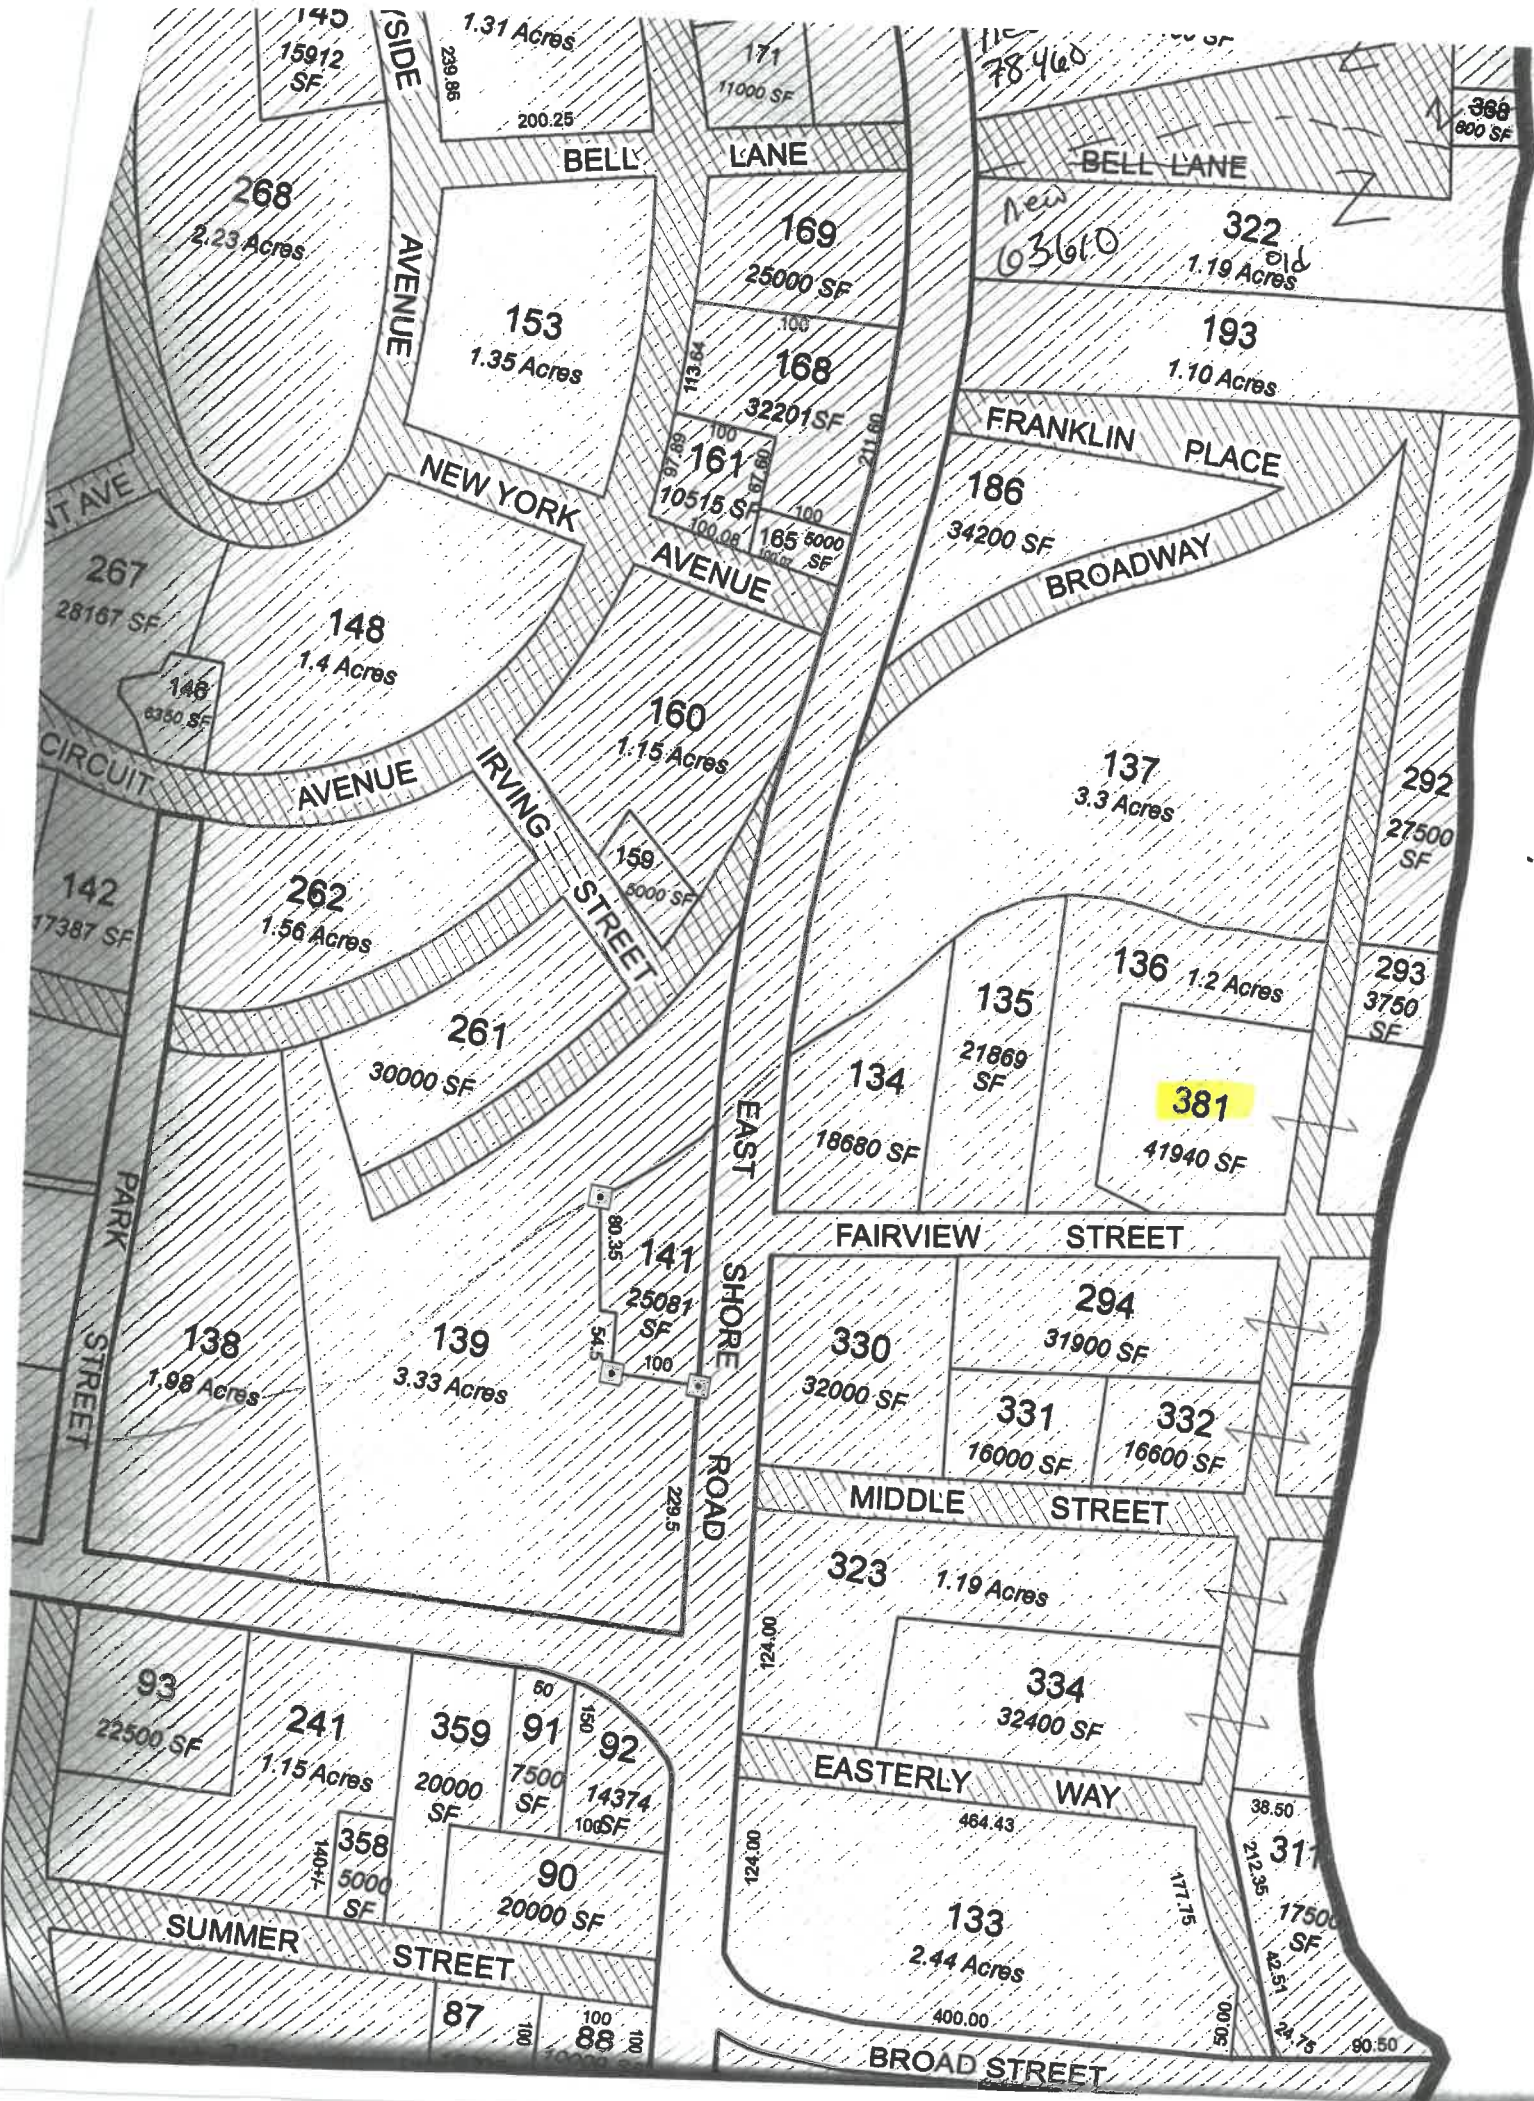 145
15912
SF
YSIDE
239.86
1.31 Acres
200.25
171
11000 SF
SF
78460
368
600 SF
BELL LANE
BELL LANE
268
2.23 Acres
AVENUE
153
1.35 Acres
169
25000 SF
new
322
old
1.19 Acres
193
1.10 Acres
100
113.64
168
32201 SF
211.60
100
97.89
161
67.60
10515 SF
100.08
100
165 5000
SF
100.07
FRANKLIN PLACE
186
34200 SF
BROADWAY
NEW YORK
AVENUE
NT AVE
267
28167 SF
148
1.4 Acres
6350 SF
CIRCUIT
AVENUE
160
1.15 Acres
IRVING
STREET
159
5000 SF
137
3.3 Acres
292
27500
SF
293
3750
SF
142
17387 SF
262
1.56 Acres
261
30000 SF
136 1.2 Acres
135
21869
SF
134
18680 SF
381
41940 SF
EAST
SHORE
ROAD
PARK
STREET
138
1.98 Acres
139
3.33 Acres
80.35
141
25081
SF
54.5
100
229.5
FAIRVIEW STREET
330
32000 SF
294
31900 SF
331
16000 SF
332
16600 SF
MIDDLE STREET
323 1.19 Acres
124.00
334
32400 SF
EASTERLY WAY
464.43
38.50
311
212.35
17500
SF
42.51
177.75
124.00
133
2.44 Acres
400.00
50.00
24.75
90.50
BROAD STREET
93
22500 SF
241
1.15 Acres
359
20000
SF
50
91
7500
SF
150
92
14374
SF
100
140+/-
358
5000
SF
90
20000 SF
SUMMER STREET
87
100
100
88
100